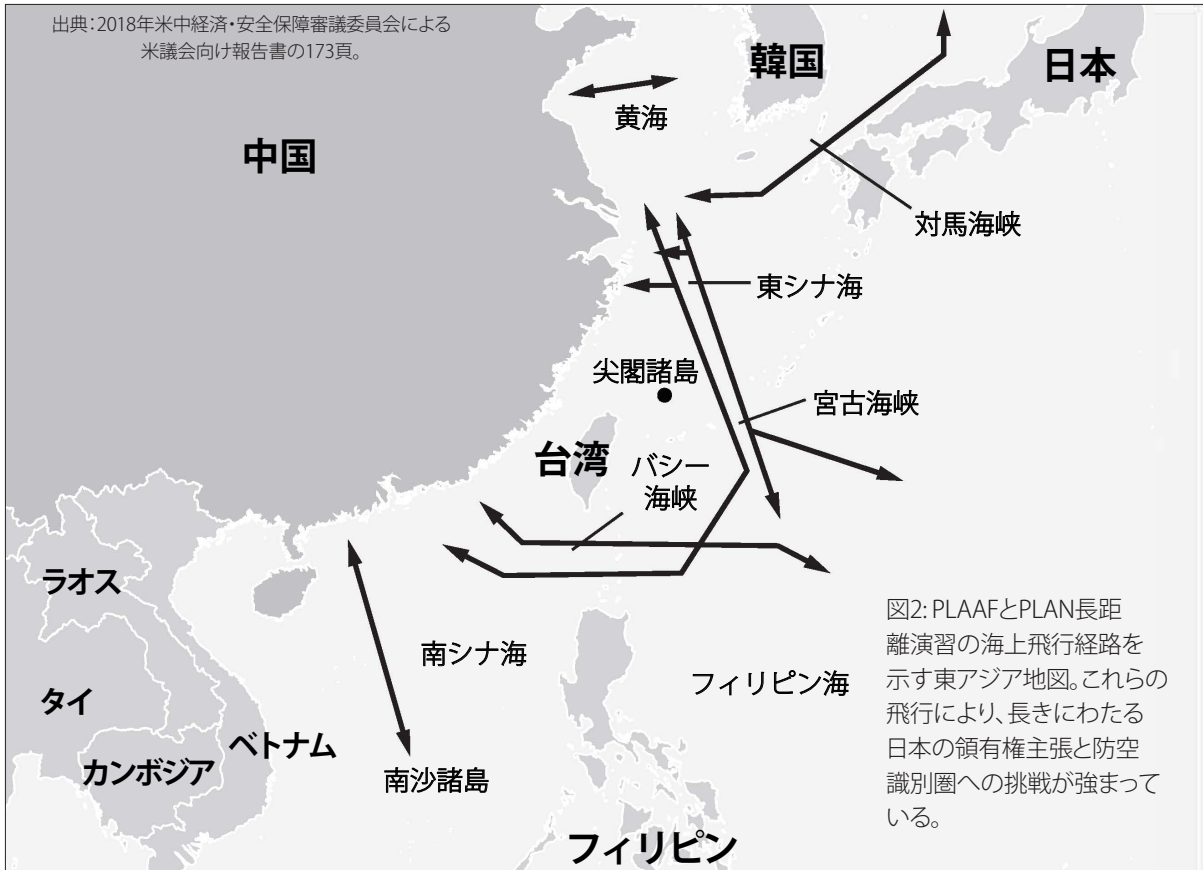 出典：2018年米中経済・安全保障審議委員会による
米議会向け報告書の173頁。
韓国
日本
黄海
中国
対馬海峡
東シナ海
尖閣諸島
宮古海峡
台湾
バシー
海峡
ラオス
南シナ海
フィリピン海
タイ
ベトナム
カンボジア
南沙諸島
フィリピン
図2: PLAAFとPLAN長距
離演習の海上飛行経路を
示す東アジア地図。これらの
飛行により、長きにわたる
日本の領有権主張と防空
識別圏への挑戦が強まって
いる。